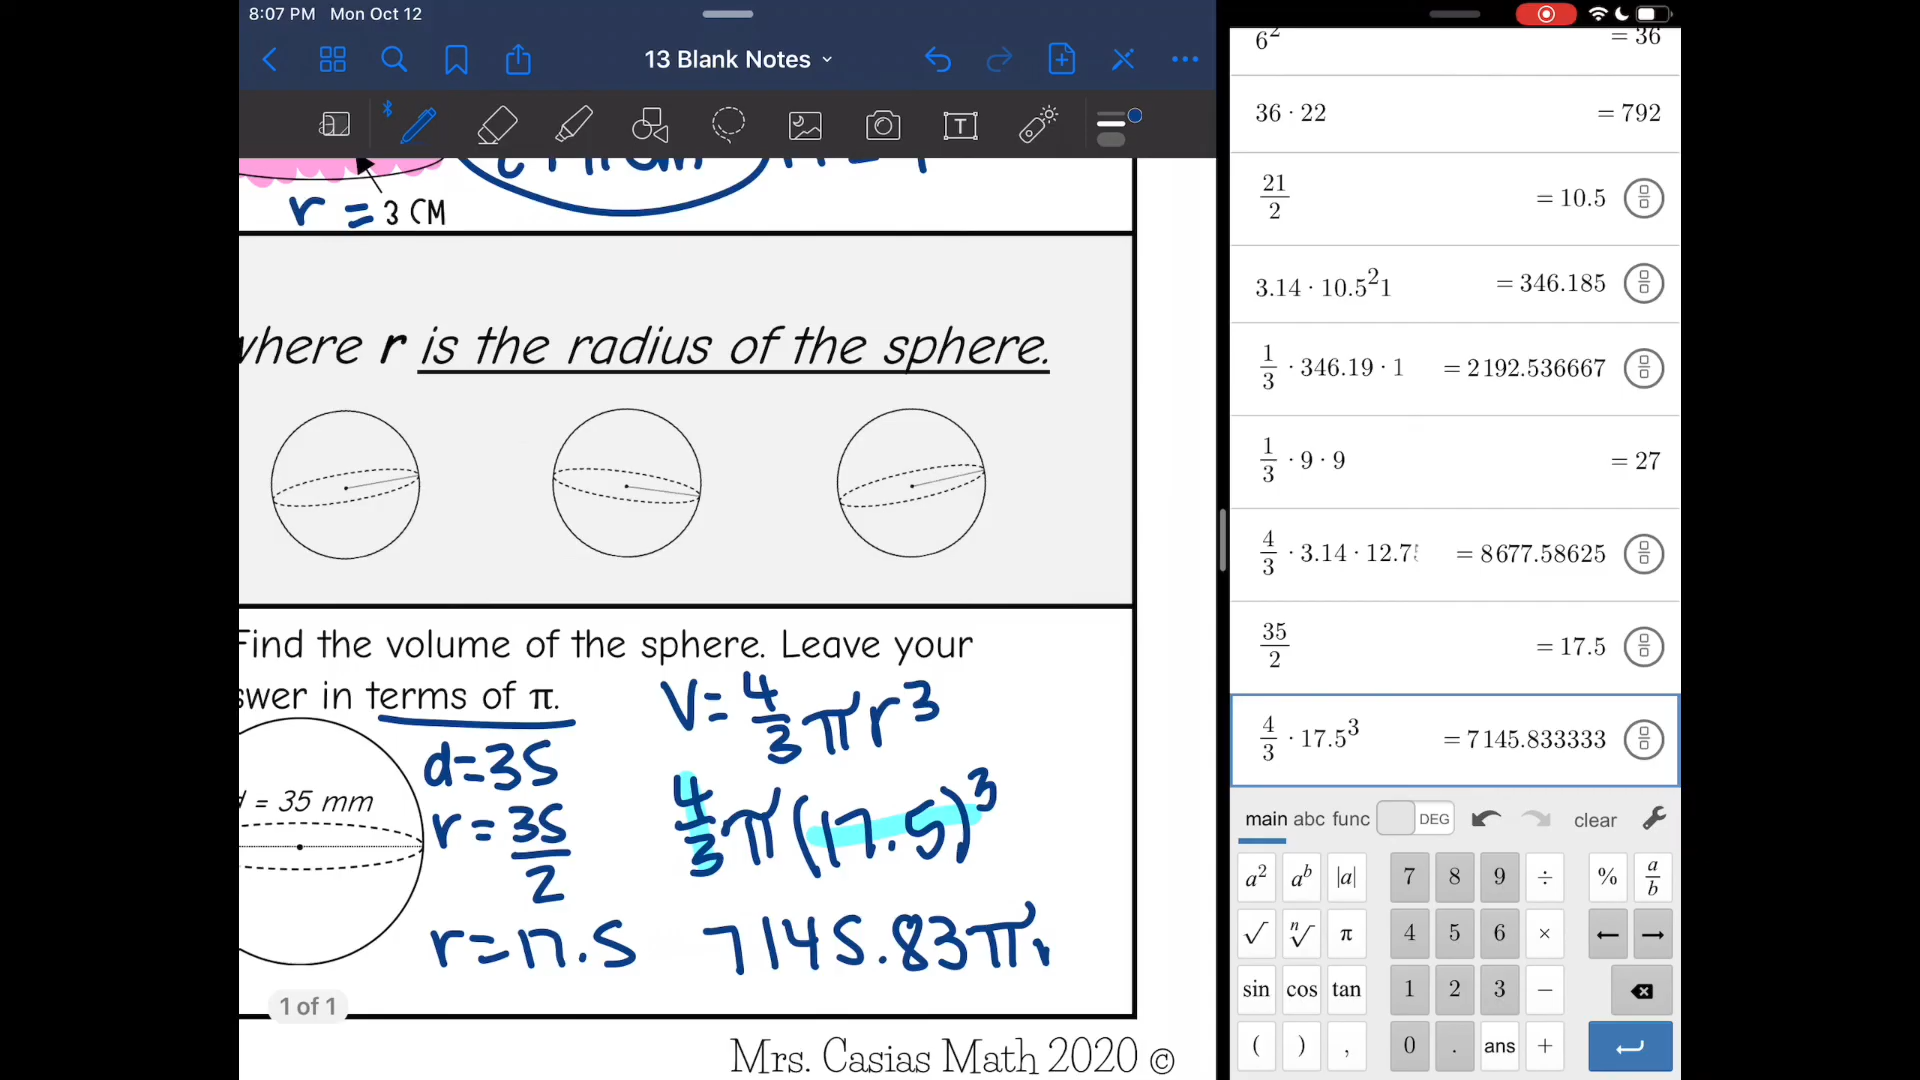 8:07 PM Mon Oct 12
13 Blank Notes
r = 3 CM
where r is the radius of the sphere.
Find the volume of the sphere. Leave your
swer in terms of π.
V = 4/3 π r³
d = 35
= 35 mm
r = 35/2
4/3 π (17.5)³
r = 17.5
7145.83π
1 of 1
Mrs. Casias Math 2020 ©
6² = 36
36 · 22 = 792
21/2 = 10.5
3.14 · 10.5²1 = 346.185
1/3 · 346.19 · 1 = 2192.536667
1/3 · 9 · 9 = 27
4/3 · 3.14 · 12.7 = 8677.58625
35/2 = 17.5
4/3 · 17.5³ = 7145.833333
main abc func DEG clear
a² aᵇ |a| 7 8 9 ÷ % a/b
√ ⁿ√ π 4 5 6 × ← →
sin cos tan 1 2 3 −
( ) , 0 . ans +